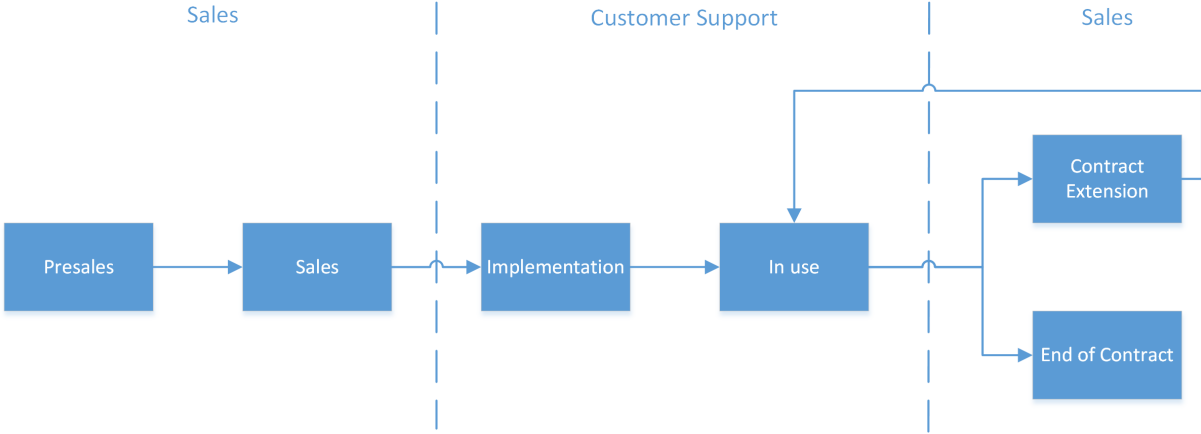 Sales
Customer Support
Sales
Presales
Sales
Implementation
In use
Contract
Extension
End of Contract